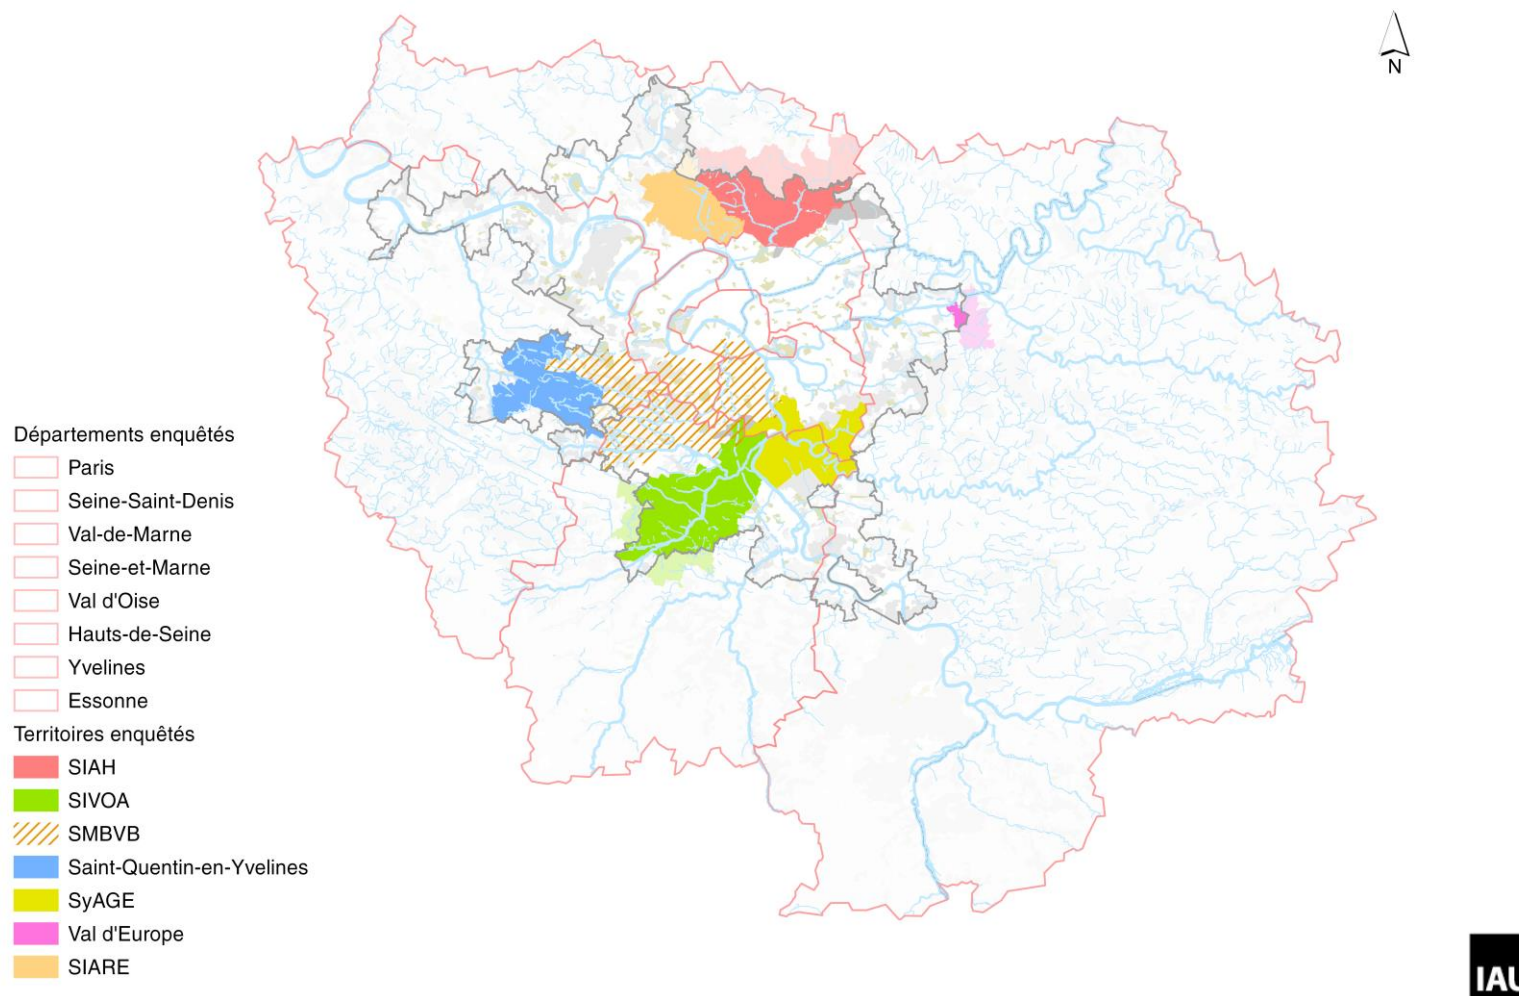 N
Départements enquêtés
Paris
Seine-Saint-Denis
Val-de-Marne
Seine-et-Marne
Val d'Oise
Hauts-de-Seine
Yvelines
Essonne
Territoires enquêtés
SIAH
SIVOA
SMBVB
Saint-Quentin-en-Yvelines
SyAGE
Val d'Europe
SIARE
IAU